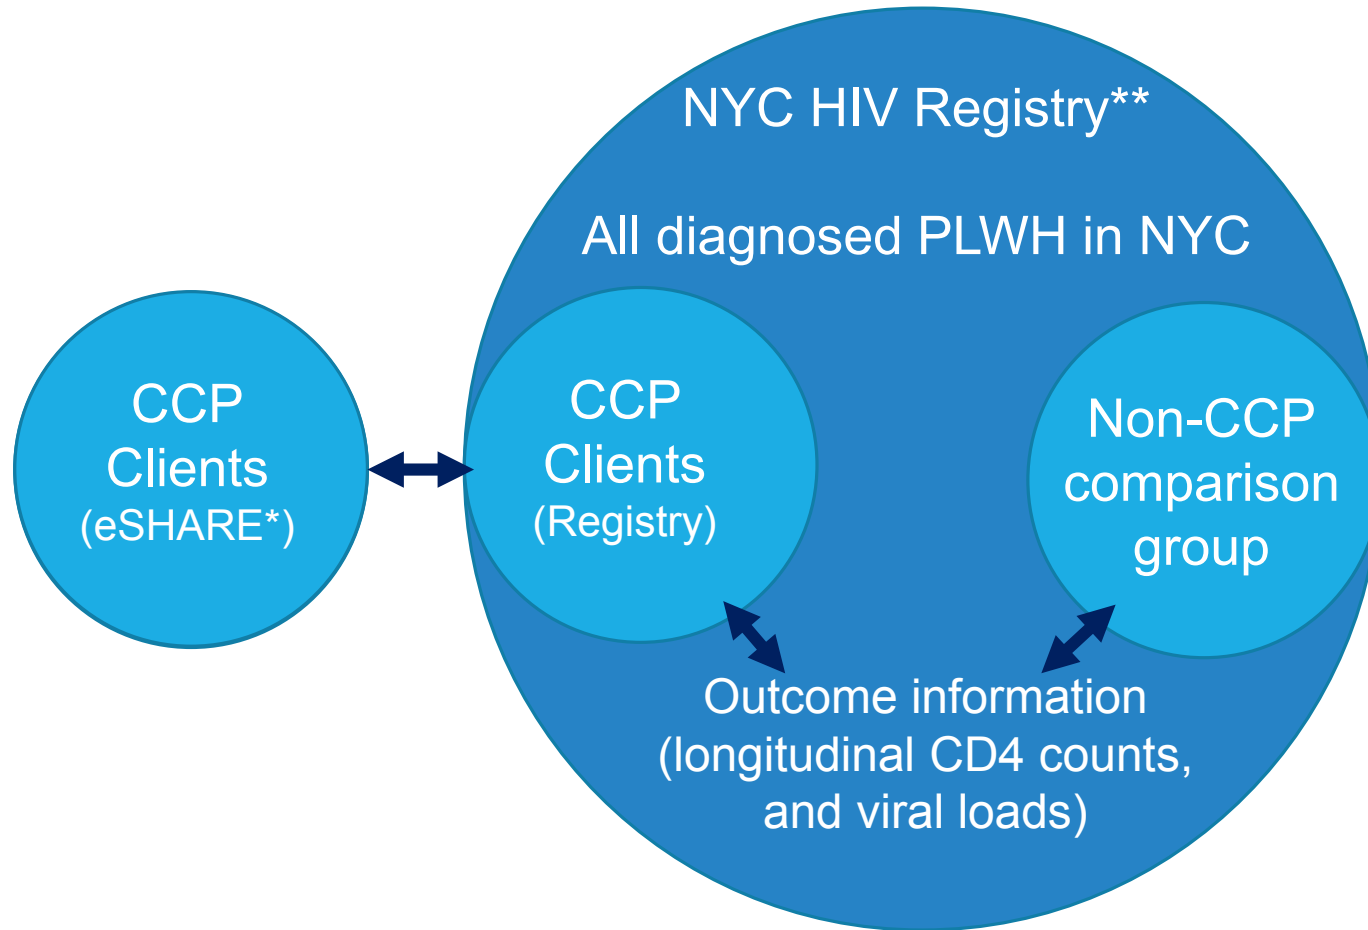 NYC HIV Registry**
All diagnosed PLWH in NYC
CCP
Clients
(eSHARE*)
CCP
Clients
(Registry)
Non-CCP
comparison
group
Outcome information
(longitudinal CD4 counts,
and viral loads)